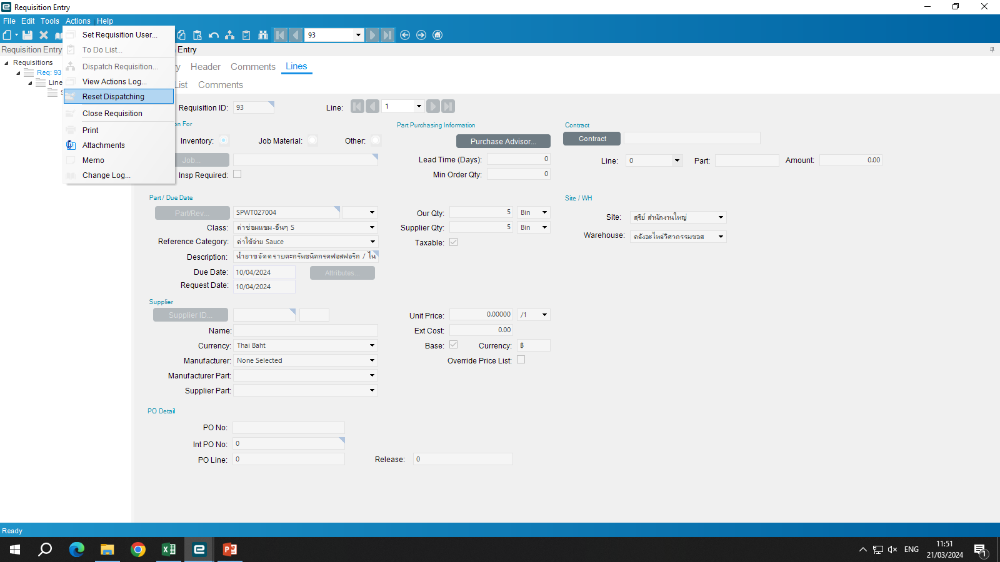 Requisition Entry
File Edit Tools Actions Help
93
Requisition Entry
Entry
Requisitions
Req: 93
Line
Set Requisition User...
To Do List...
Dispatch Requisition...
View Actions Log...
Reset Dispatching
Close Requisition
Print
Attachments
Memo
Change Log...
Header Comments Lines
List Comments
Requisition ID: 93 Line: 1
on For
Inventory: Job Material: Other:
Job...
Insp Required:
Part Purchasing Information
Purchase Advisor...
Lead Time (Days): 0
Min Order Qty: 0
Contract
Contract
Line: 0 Part: Amount: 0.00
Part / Due Date
Part/Rev... SPWT027004
Class: ค่าซ่อมแซม-อื่นๆ S
Reference Category: ค่าใช้จ่าย Sauce
Description: น้ำยาขจัดคราบตะกรันชนิดกรดฟอสฟอริก / ไน
Due Date: 10/04/2024 Attributes...
Request Date: 10/04/2024
Our Qty: 5 Bin
Supplier Qty: 5 Bin
Taxable:
Site / WH
Site: สุรีย์ สำนักงานใหญ่
Warehouse: คลังอะไหล่วิศวกรรมซอส
Supplier
Supplier ID...
Name:
Currency: Thai Baht
Manufacturer: None Selected
Manufacturer Part:
Supplier Part:
Unit Price: 0.00000 /1
Ext Cost: 0.00
Base: Currency: ฿
Override Price List:
PO Detail
PO No:
Int PO No: 0
PO Line: 0 Release: 0
Ready
ENG
11:51
21/03/2024
1